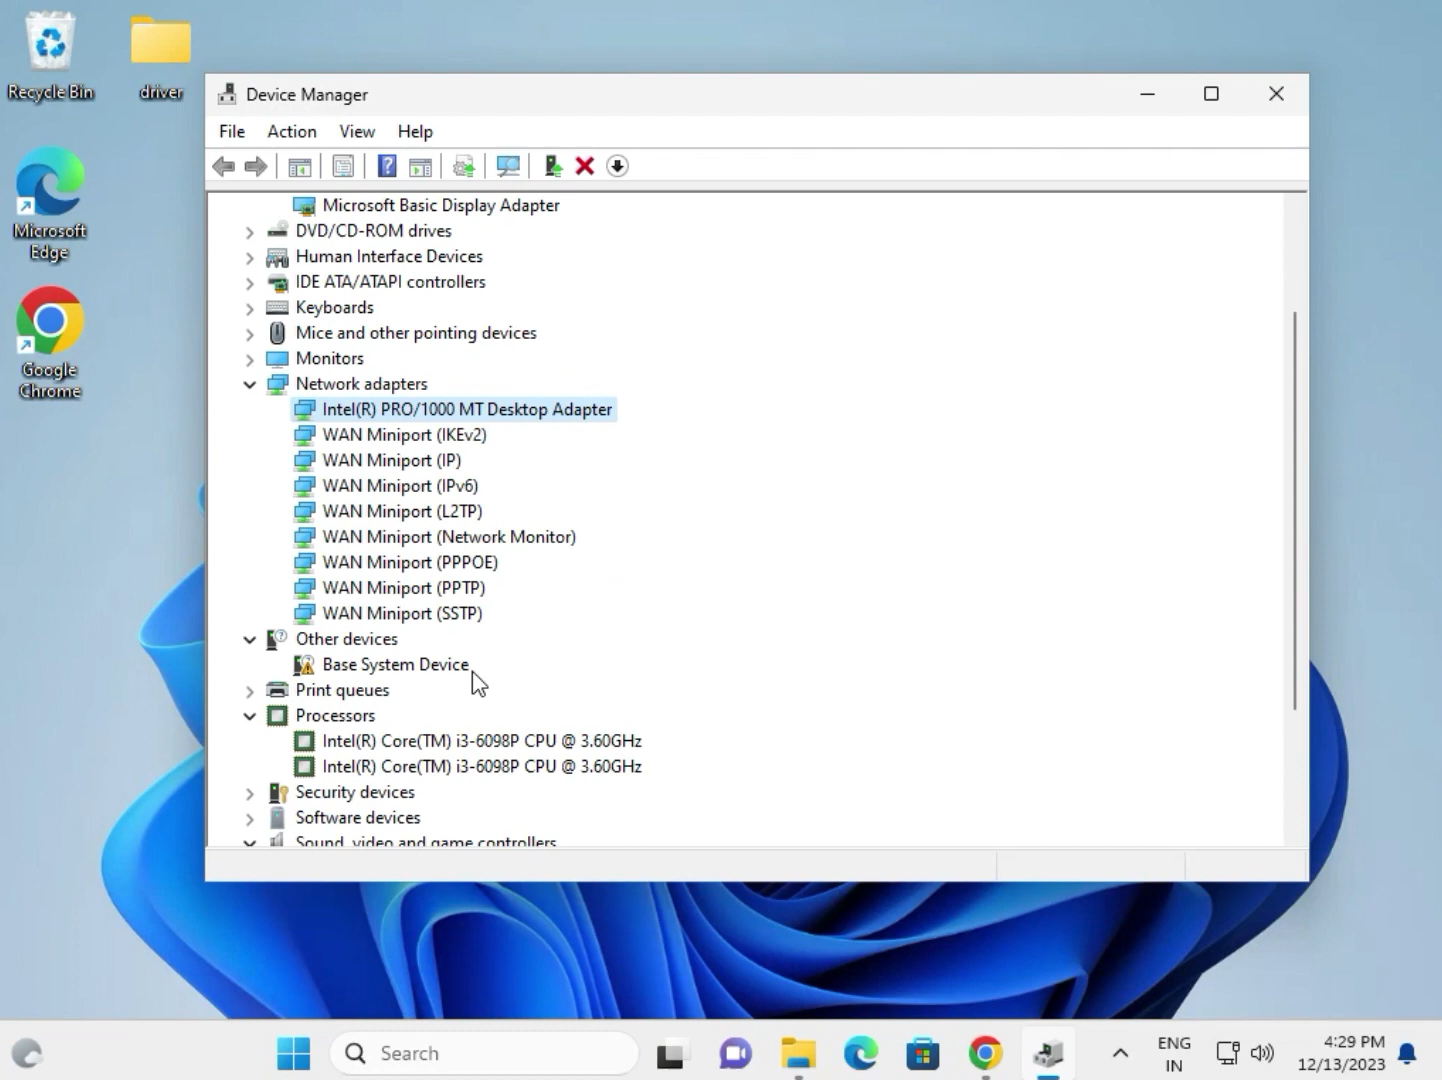 Recycle Bin
driver
Microsoft
Edge
Google
Chrome
Device Manager
File Action View Help
Microsoft Basic Display Adapter
DVD/CD-ROM drives
Human Interface Devices
IDE ATA/ATAPI controllers
Keyboards
Mice and other pointing devices
Monitors
Network adapters
Intel(R) PRO/1000 MT Desktop Adapter
WAN Miniport (IKEv2)
WAN Miniport (IP)
WAN Miniport (IPv6)
WAN Miniport (L2TP)
WAN Miniport (Network Monitor)
WAN Miniport (PPPOE)
WAN Miniport (PPTP)
WAN Miniport (SSTP)
Other devices
Base System Device
Print queues
Processors
Intel(R) Core(TM) i3-6098P CPU @ 3.60GHz
Intel(R) Core(TM) i3-6098P CPU @ 3.60GHz
Security devices
Software devices
Sound, video and game controllers
Search
ENG
IN
4:29 PM
12/13/2023